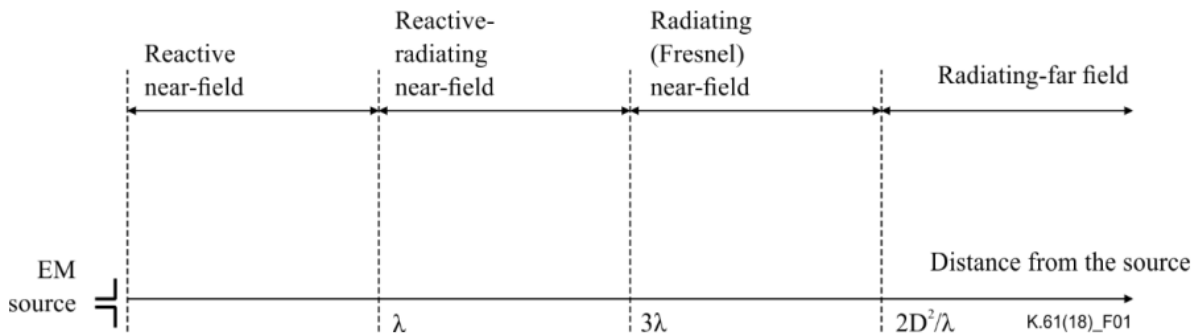 Reactive
near-field
Reactive-
radiating
near-field
Radiating
(Fresnel)
near-field
Radiating-far field
EM
source
Distance from the source
λ
3λ
2D²/λ
K.61(18)_F01